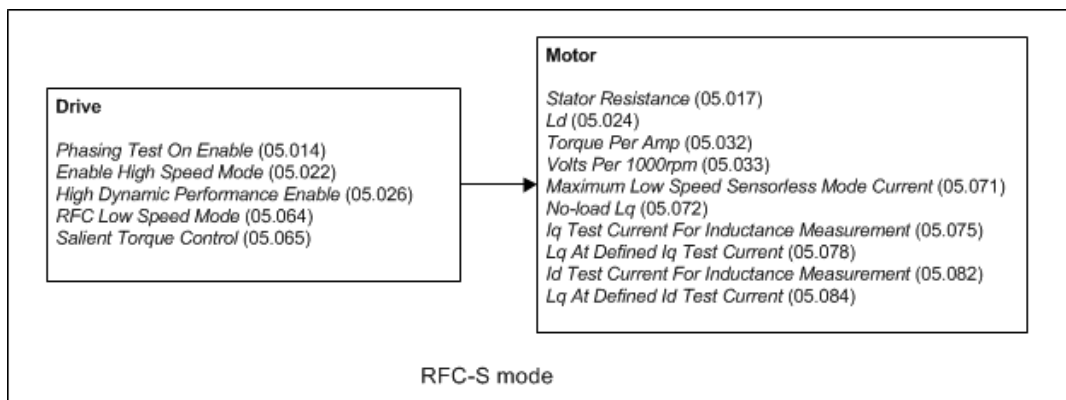 Drive
Phasing Test On Enable (05.014)
Enable High Speed Mode (05.022)
High Dynamic Performance Enable (05.026)
RFC Low Speed Mode (05.064)
Salient Torque Control (05.065)
Motor
Stator Resistance (05.017)
Ld (05.024)
Torque Per Amp (05.032)
Volts Per 1000rpm (05.033)
Maximum Low Speed Sensorless Mode Current (05.071)
No-load Lq (05.072)
Iq Test Current For Inductance Measurement (05.075)
Lq At Defined Iq Test Current (05.078)
Id Test Current For Inductance Measurement (05.082)
Lq At Defined Id Test Current (05.084)
RFC-S mode